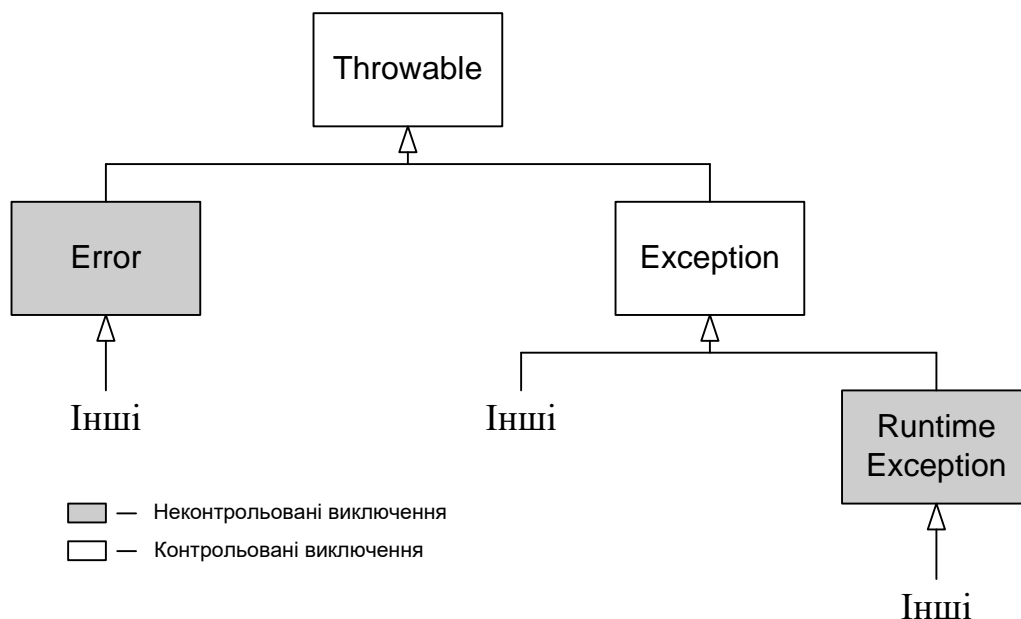 Throwable
Error
Exception
Інші
Інші
Runtime
Exception
— Неконтрольовані виключення
— Контрольовані виключення
Інші